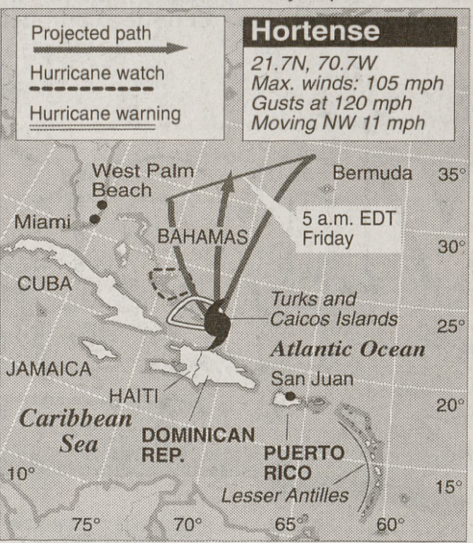 Projected path
Hurricane watch
Hurricane warning
Hortense
21.7N, 70.7W
Max. winds: 105 mph
Gusts at 120 mph
Moving NW 11 mph
West Palm
Beach
Bermuda
35°
Miami
5 a.m. EDT
Friday
BAHAMAS
30°
CUBA
Turks and
Caicos Islands
25°
Atlantic Ocean
JAMAICA
San Juan
HAITI
20°
Caribbean
Sea
DOMINICAN
REP.
PUERTO
RICO
10°
Lesser Antilles
15°
75°
70°
65°
60°